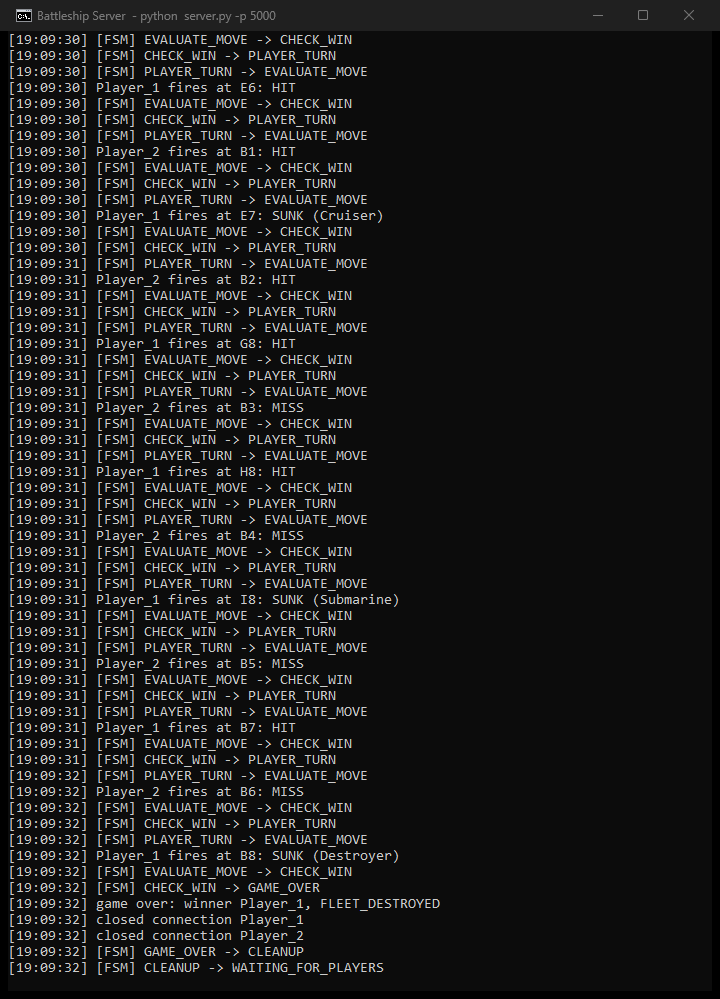 Battleship Server - python server.py -p 5000
[19:09:30] [FSM] EVALUATE_MOVE -> CHECK_WIN
[19:09:30] [FSM] CHECK_WIN -> PLAYER_TURN
[19:09:30] [FSM] PLAYER_TURN -> EVALUATE_MOVE
[19:09:30] Player_1 fires at E6: HIT
[19:09:30] [FSM] EVALUATE_MOVE -> CHECK_WIN
[19:09:30] [FSM] CHECK_WIN -> PLAYER_TURN
[19:09:30] [FSM] PLAYER_TURN -> EVALUATE_MOVE
[19:09:30] Player_2 fires at B1: HIT
[19:09:30] [FSM] EVALUATE_MOVE -> CHECK_WIN
[19:09:30] [FSM] CHECK_WIN -> PLAYER_TURN
[19:09:30] [FSM] PLAYER_TURN -> EVALUATE_MOVE
[19:09:30] Player_1 fires at E7: SUNK (Cruiser)
[19:09:30] [FSM] EVALUATE_MOVE -> CHECK_WIN
[19:09:30] [FSM] CHECK_WIN -> PLAYER_TURN
[19:09:31] [FSM] PLAYER_TURN -> EVALUATE_MOVE
[19:09:31] Player_2 fires at B2: HIT
[19:09:31] [FSM] EVALUATE_MOVE -> CHECK_WIN
[19:09:31] [FSM] CHECK_WIN -> PLAYER_TURN
[19:09:31] [FSM] PLAYER_TURN -> EVALUATE_MOVE
[19:09:31] Player_1 fires at G8: HIT
[19:09:31] [FSM] EVALUATE_MOVE -> CHECK_WIN
[19:09:31] [FSM] CHECK_WIN -> PLAYER_TURN
[19:09:31] [FSM] PLAYER_TURN -> EVALUATE_MOVE
[19:09:31] Player_2 fires at B3: MISS
[19:09:31] [FSM] EVALUATE_MOVE -> CHECK_WIN
[19:09:31] [FSM] CHECK_WIN -> PLAYER_TURN
[19:09:31] [FSM] PLAYER_TURN -> EVALUATE_MOVE
[19:09:31] Player_1 fires at H8: HIT
[19:09:31] [FSM] EVALUATE_MOVE -> CHECK_WIN
[19:09:31] [FSM] CHECK_WIN -> PLAYER_TURN
[19:09:31] [FSM] PLAYER_TURN -> EVALUATE_MOVE
[19:09:31] Player_2 fires at B4: MISS
[19:09:31] [FSM] EVALUATE_MOVE -> CHECK_WIN
[19:09:31] [FSM] CHECK_WIN -> PLAYER_TURN
[19:09:31] [FSM] PLAYER_TURN -> EVALUATE_MOVE
[19:09:31] Player_1 fires at I8: SUNK (Submarine)
[19:09:31] [FSM] EVALUATE_MOVE -> CHECK_WIN
[19:09:31] [FSM] CHECK_WIN -> PLAYER_TURN
[19:09:31] [FSM] PLAYER_TURN -> EVALUATE_MOVE
[19:09:31] Player_2 fires at B5: MISS
[19:09:31] [FSM] EVALUATE_MOVE -> CHECK_WIN
[19:09:31] [FSM] CHECK_WIN -> PLAYER_TURN
[19:09:31] [FSM] PLAYER_TURN -> EVALUATE_MOVE
[19:09:31] Player_1 fires at B7: HIT
[19:09:31] [FSM] EVALUATE_MOVE -> CHECK_WIN
[19:09:31] [FSM] CHECK_WIN -> PLAYER_TURN
[19:09:32] [FSM] PLAYER_TURN -> EVALUATE_MOVE
[19:09:32] Player_2 fires at B6: MISS
[19:09:32] [FSM] EVALUATE_MOVE -> CHECK_WIN
[19:09:32] [FSM] CHECK_WIN -> PLAYER_TURN
[19:09:32] [FSM] PLAYER_TURN -> EVALUATE_MOVE
[19:09:32] Player_1 fires at B8: SUNK (Destroyer)
[19:09:32] [FSM] EVALUATE_MOVE -> CHECK_WIN
[19:09:32] [FSM] CHECK_WIN -> GAME_OVER
[19:09:32] game over: winner Player_1, FLEET_DESTROYED
[19:09:32] closed connection Player_1
[19:09:32] closed connection Player_2
[19:09:32] [FSM] GAME_OVER -> CLEANUP
[19:09:32] [FSM] CLEANUP -> WAITING_FOR_PLAYERS